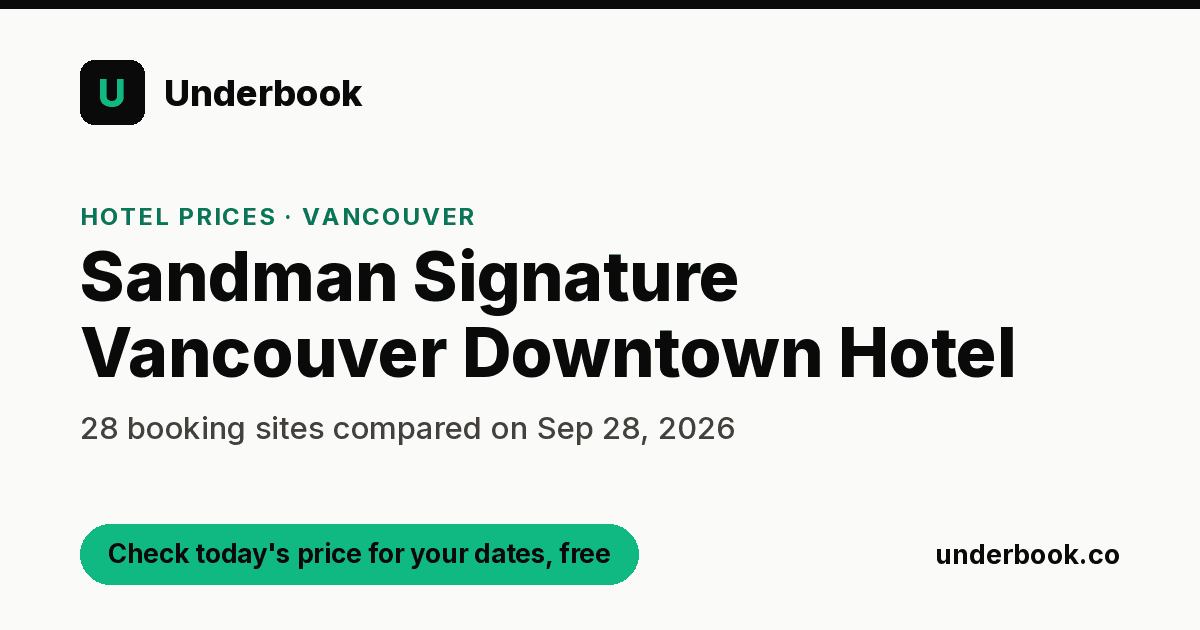 U Underbook
HOTEL PRICES · VANCOUVER
Sandman Signature
Vancouver Downtown Hotel
28 booking sites compared on Sep 28, 2026
Check today's price for your dates, free
underbook.co